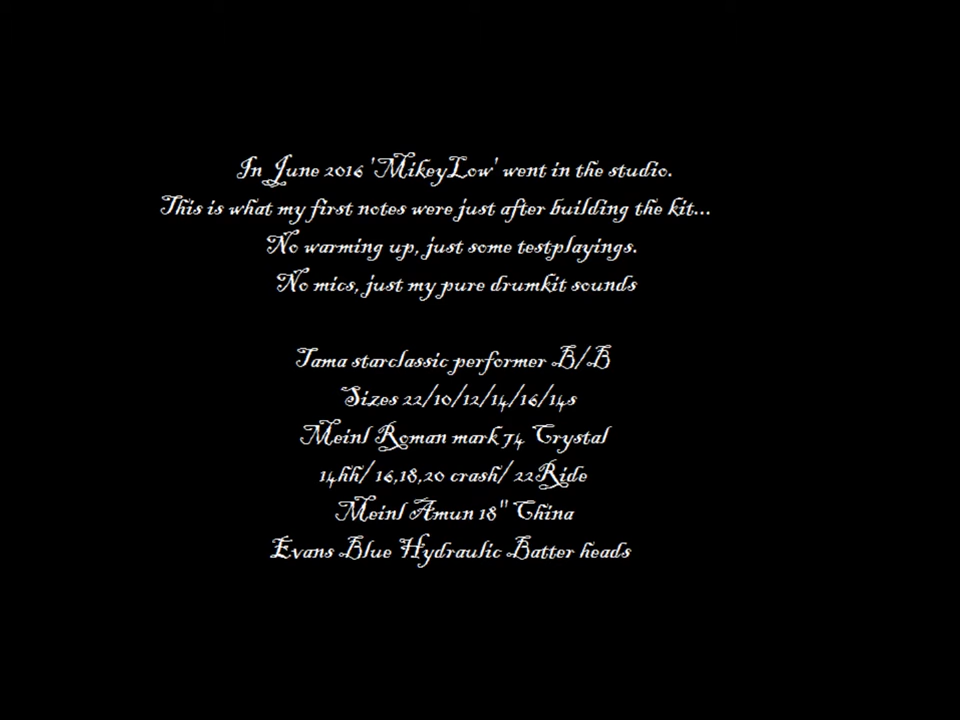 In June 2016 'MikeyLow' went in the studio.
This is what my first notes were just after building the kit...
No warming up, just some testplayings.
No mics, just my pure drumkit sounds
Tama starclassic performer B/B
Sizes 22/10/12/14/16/14s
Meinl Roman mark 74 Crystal
14hh/ 16,18,20 crash/ 22Ride
Meinl Amun 18" China
Evans Blue Hydraulic Batter heads